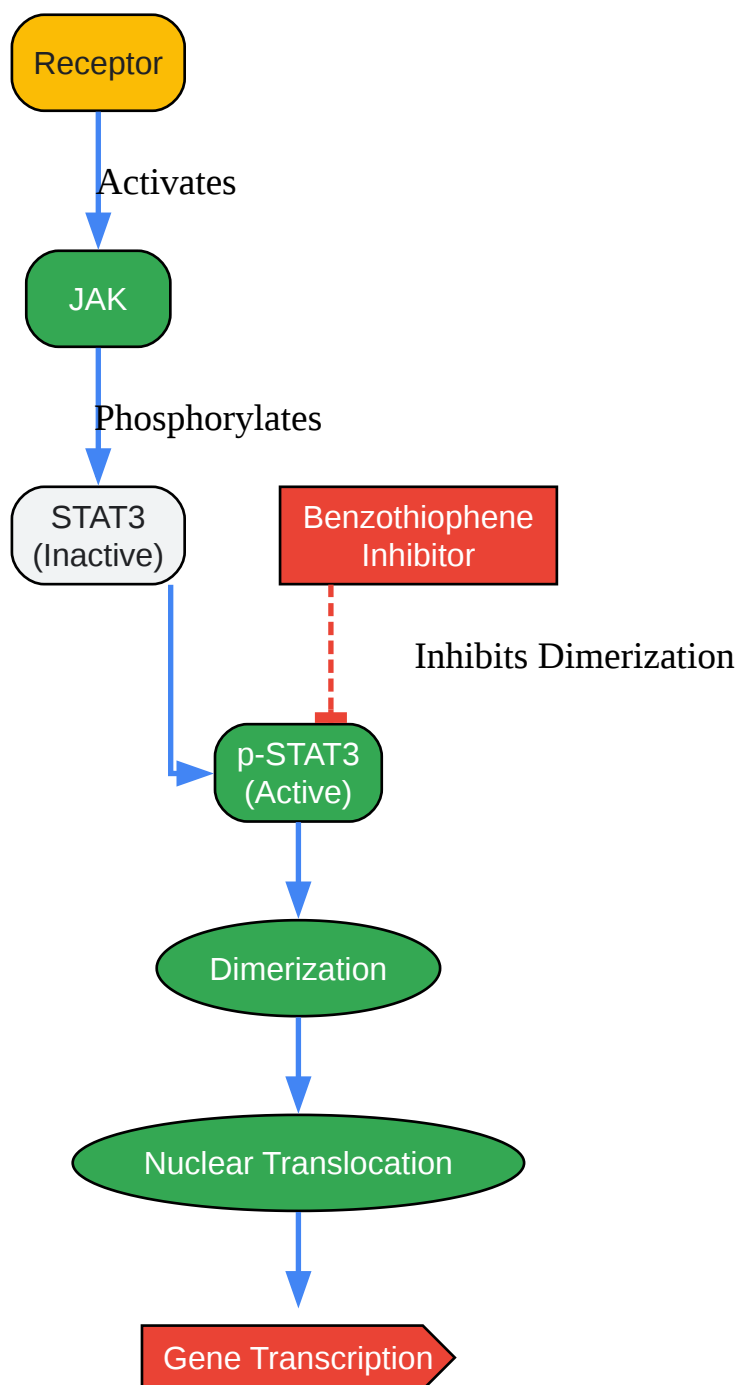 Receptor
Activates
JAK
Phosphorylates
STAT3
(Inactive)
Benzothiophene
Inhibitor
Inhibits Dimerization
p-STAT3
(Active)
Dimerization
Nuclear Translocation
Gene Transcription